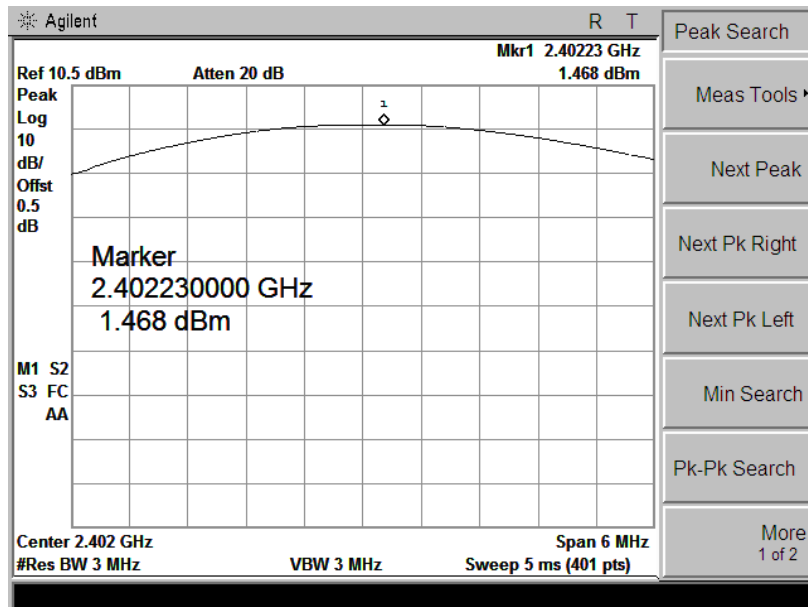 Agilent R T
Mkr1 2.40223 GHz
Ref 10.5 dBm Atten 20 dB 1.468 dBm
Peak
Log
10
dB/
Offst
0.5
dB
1
Marker
2.402230000 GHz
1.468 dBm
M1 S2
S3 FC
AA
Center 2.402 GHz Span 6 MHz
#Res BW 3 MHz VBW 3 MHz Sweep 5 ms (401 pts)
Peak Search
Meas Tools
Next Peak
Next Pk Right
Next Pk Left
Min Search
Pk-Pk Search
More
1 of 2